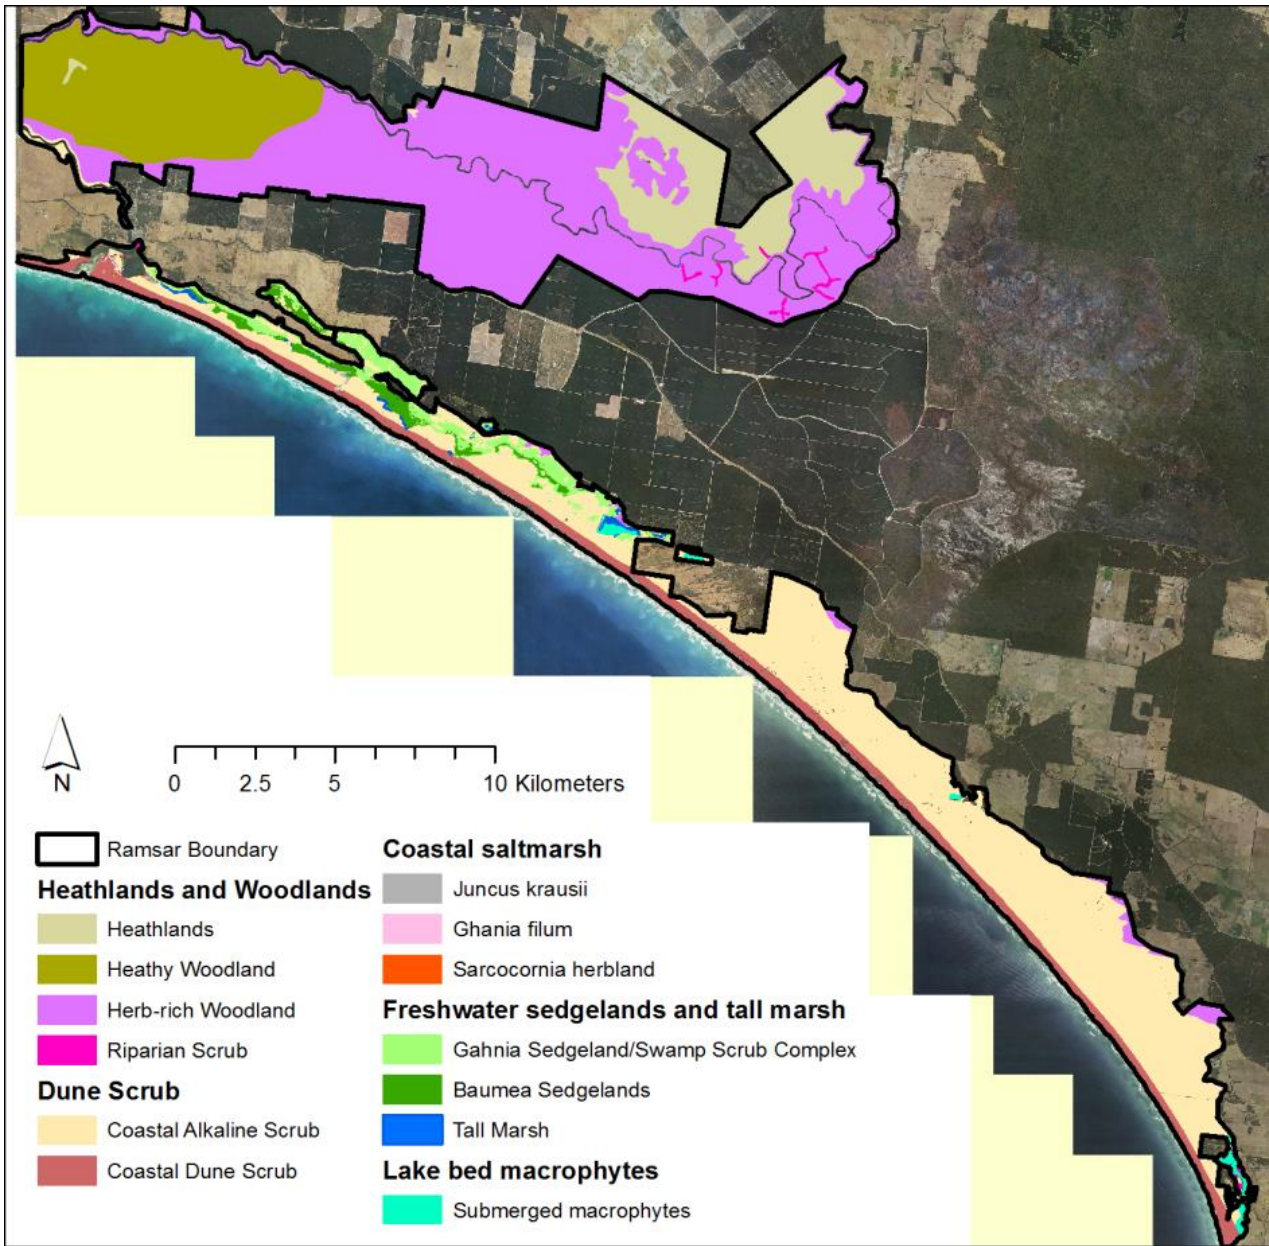 N
0 2.5 5 10 Kilometers
Ramsar Boundary
Heathlands and Woodlands
Heathlands
Heathy Woodland
Herb-rich Woodland
Riparian Scrub
Dune Scrub
Coastal Alkaline Scrub
Coastal Dune Scrub
Coastal saltmarsh
Juncus krausii
Ghania filum
Sarcocornia herbland
Freshwater sedgelands and tall marsh
Gahnia Sedgeland/Swamp Scrub Complex
Baumea Sedgelands
Tall Marsh
Lake bed macrophytes
Submerged macrophytes